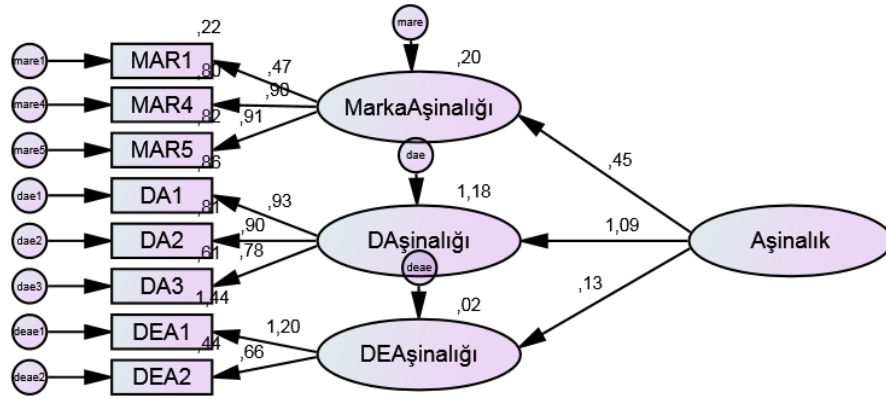 mare
,22
,20
mare1
MAR1
,47
,80
mare4
MAR4
,90
MarkaAşinalığı
,82
,91
mare5
MAR5
,86
dae
,45
dae1
DA1
,93
1,18
,81
dae2
DA2
,90
DAşinalığı
1,09
Aşinalık
,61
,78
dae3
DA3
deae
1,44
,13
deae1
DEA1
1,20
,02
,44
,66
DEAşinalığı
deae2
DEA2